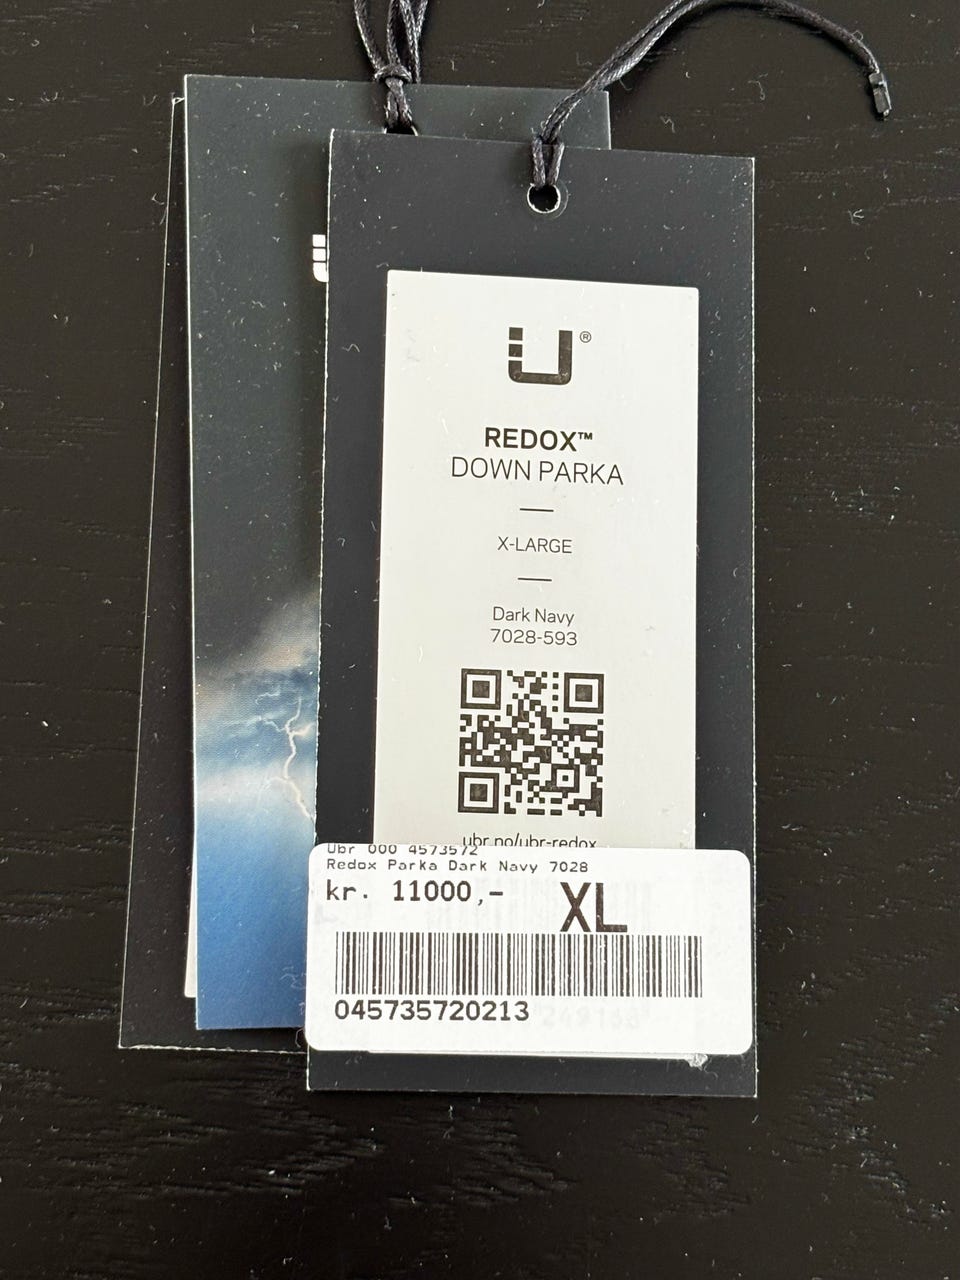 U®
REDOX™
DOWN PARKA
X-LARGE
Dark Navy
7028-593
ubr.no/ubr-redox
Ubr 000 4573572
Redox Parka Dark Navy 7028
kr. 11000,-
XL
045735720213